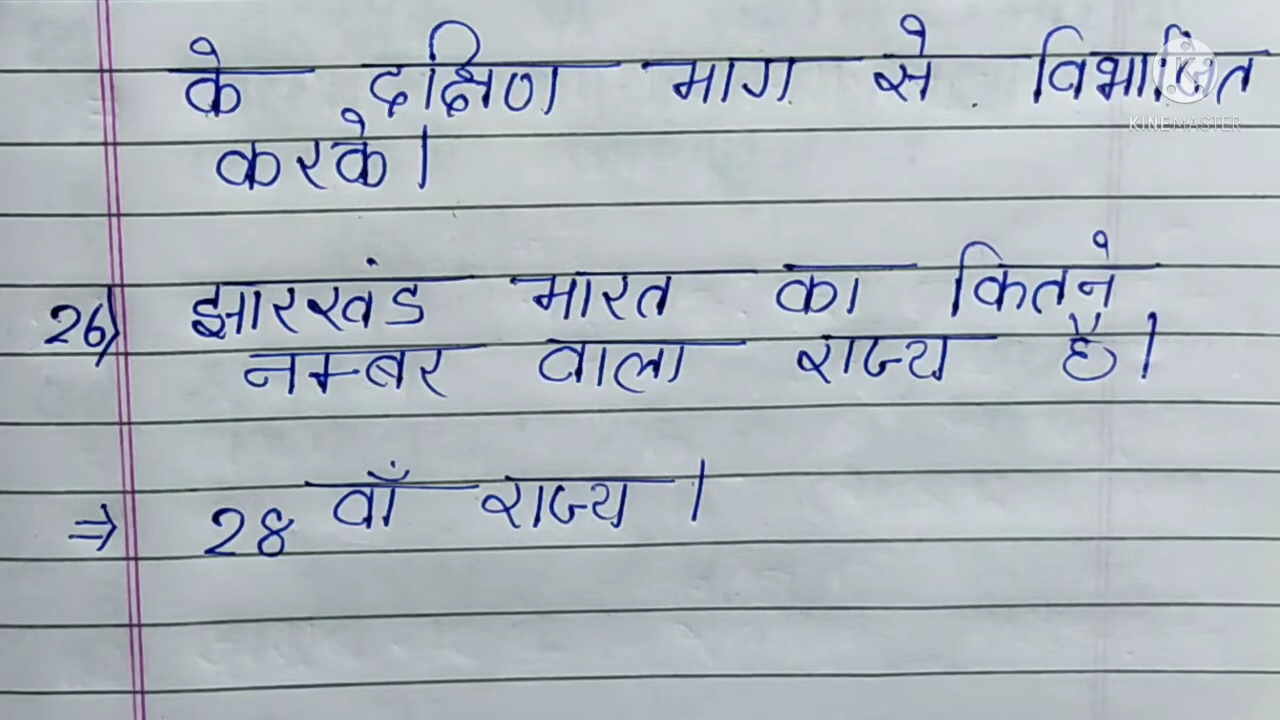 के दक्षिण भाग से विभाजित
KINEMASTER
करके।
26) झारखंड भारत का कितने
नम्बर वाला राज्य है।
⇒ 28 वाँ राज्य।